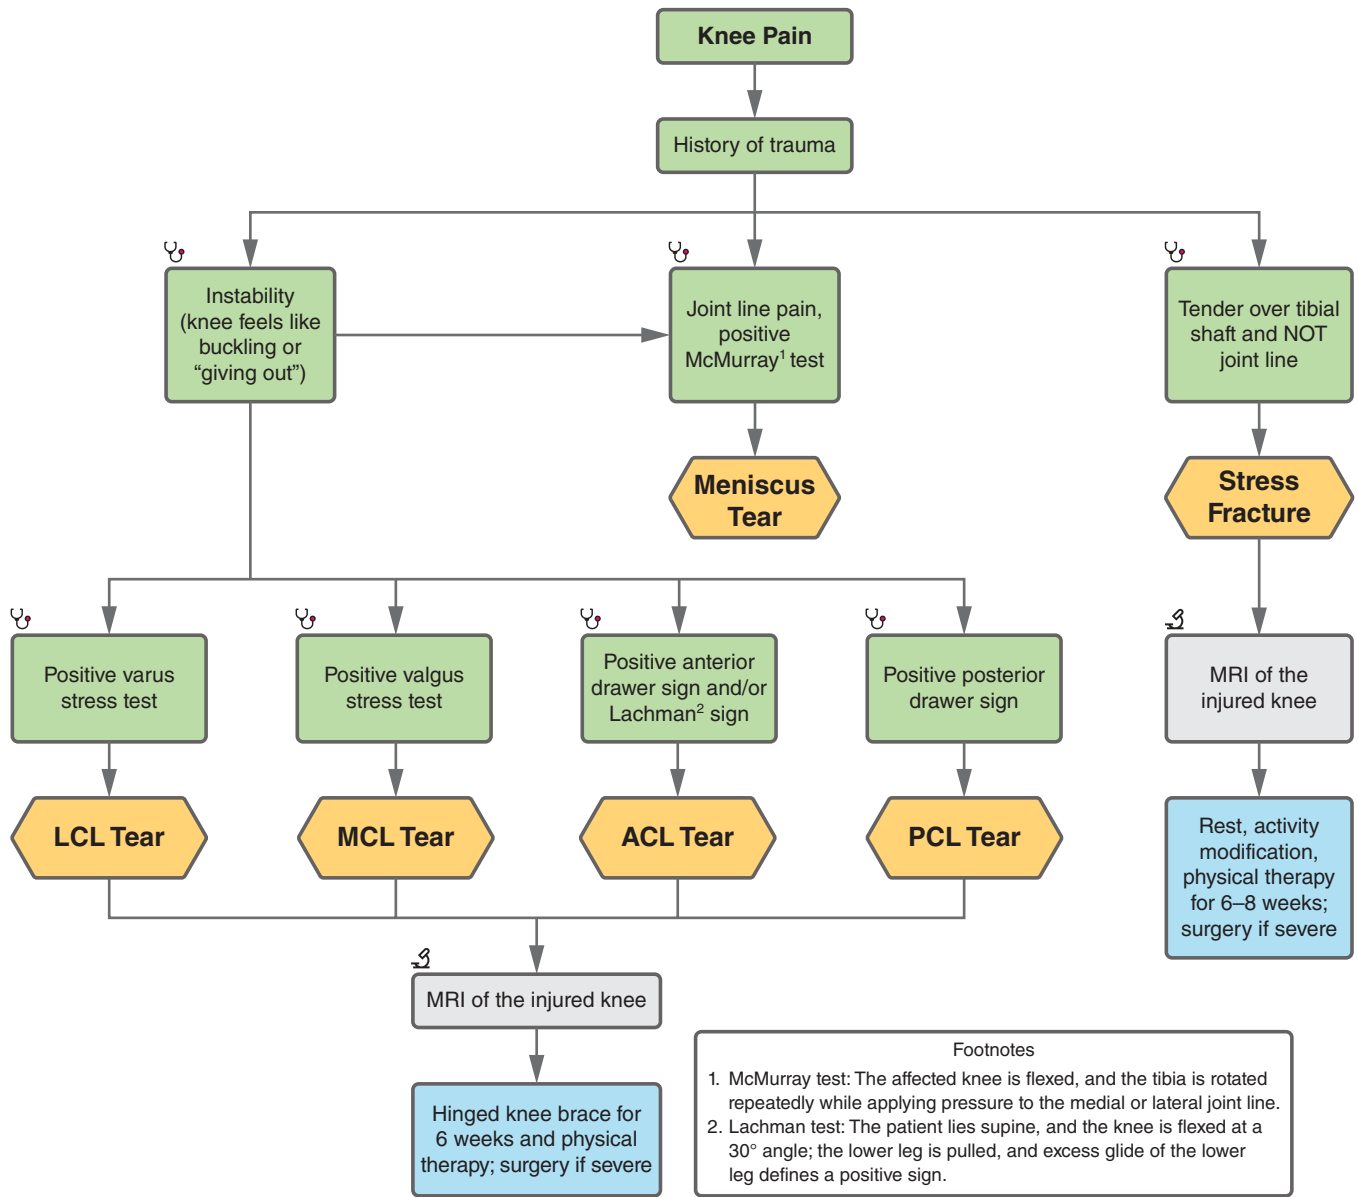 Knee Pain
History of trauma
Instability
(knee feels like
buckling or
“giving out”)
Joint line pain,
positive
McMurray1 test
Tender over tibial
shaft and NOT
joint line
Meniscus
Tear
Stress
Fracture
Positive varus
stress test
Positive valgus
stress test
Positive anterior
drawer sign and/or
Lachman2 sign
Positive posterior
drawer sign
MRI of the
injured knee
LCL Tear
MCL Tear
ACL Tear
PCL Tear
Rest, activity
modification,
physical therapy
for 6–8 weeks;
surgery if severe
MRI of the injured knee
Hinged knee brace for
6 weeks and physical
therapy; surgery if severe
Footnotes
1. McMurray test: The affected knee is flexed, and the tibia is rotated
repeatedly while applying pressure to the medial or lateral joint line.
2. Lachman test: The patient lies supine, and the knee is flexed at a
30° angle; the lower leg is pulled, and excess glide of the lower
leg defines a positive sign.